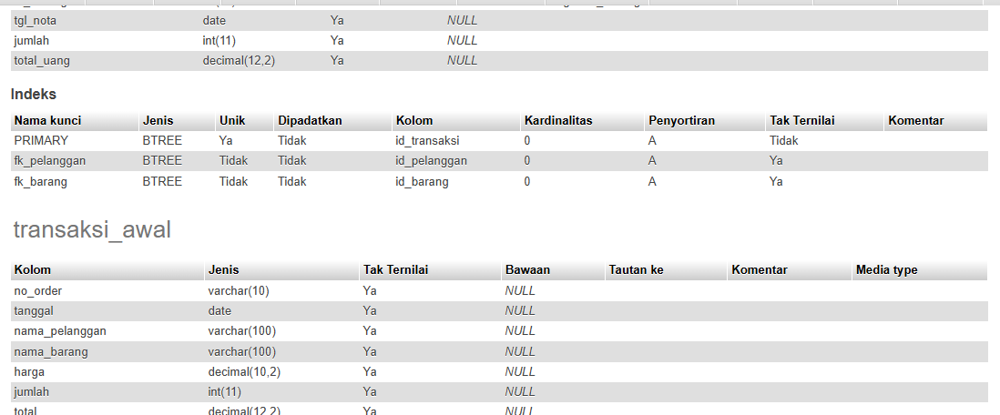 tgl_nota date Ya NULL
jumlah int(11) Ya NULL
total_uang decimal(12,2) Ya NULL
Indeks
Nama kunci Jenis Unik Dipadatkan Kolom Kardinalitas Penyortiran Tak Ternilai Komentar
PRIMARY BTREE Ya Tidak id_transaksi 0 A Tidak
fk_pelanggan BTREE Tidak Tidak id_pelanggan 0 A Ya
fk_barang BTREE Tidak Tidak id_barang 0 A Ya
transaksi_awal
Kolom Jenis Tak Ternilai Bawaan Tautan ke Komentar Media type
no_order varchar(10) Ya NULL
tanggal date Ya NULL
nama_pelanggan varchar(100) Ya NULL
nama_barang varchar(100) Ya NULL
harga decimal(10,2) Ya NULL
jumlah int(11) Ya NULL
total decimal(12,2) Ya NULL